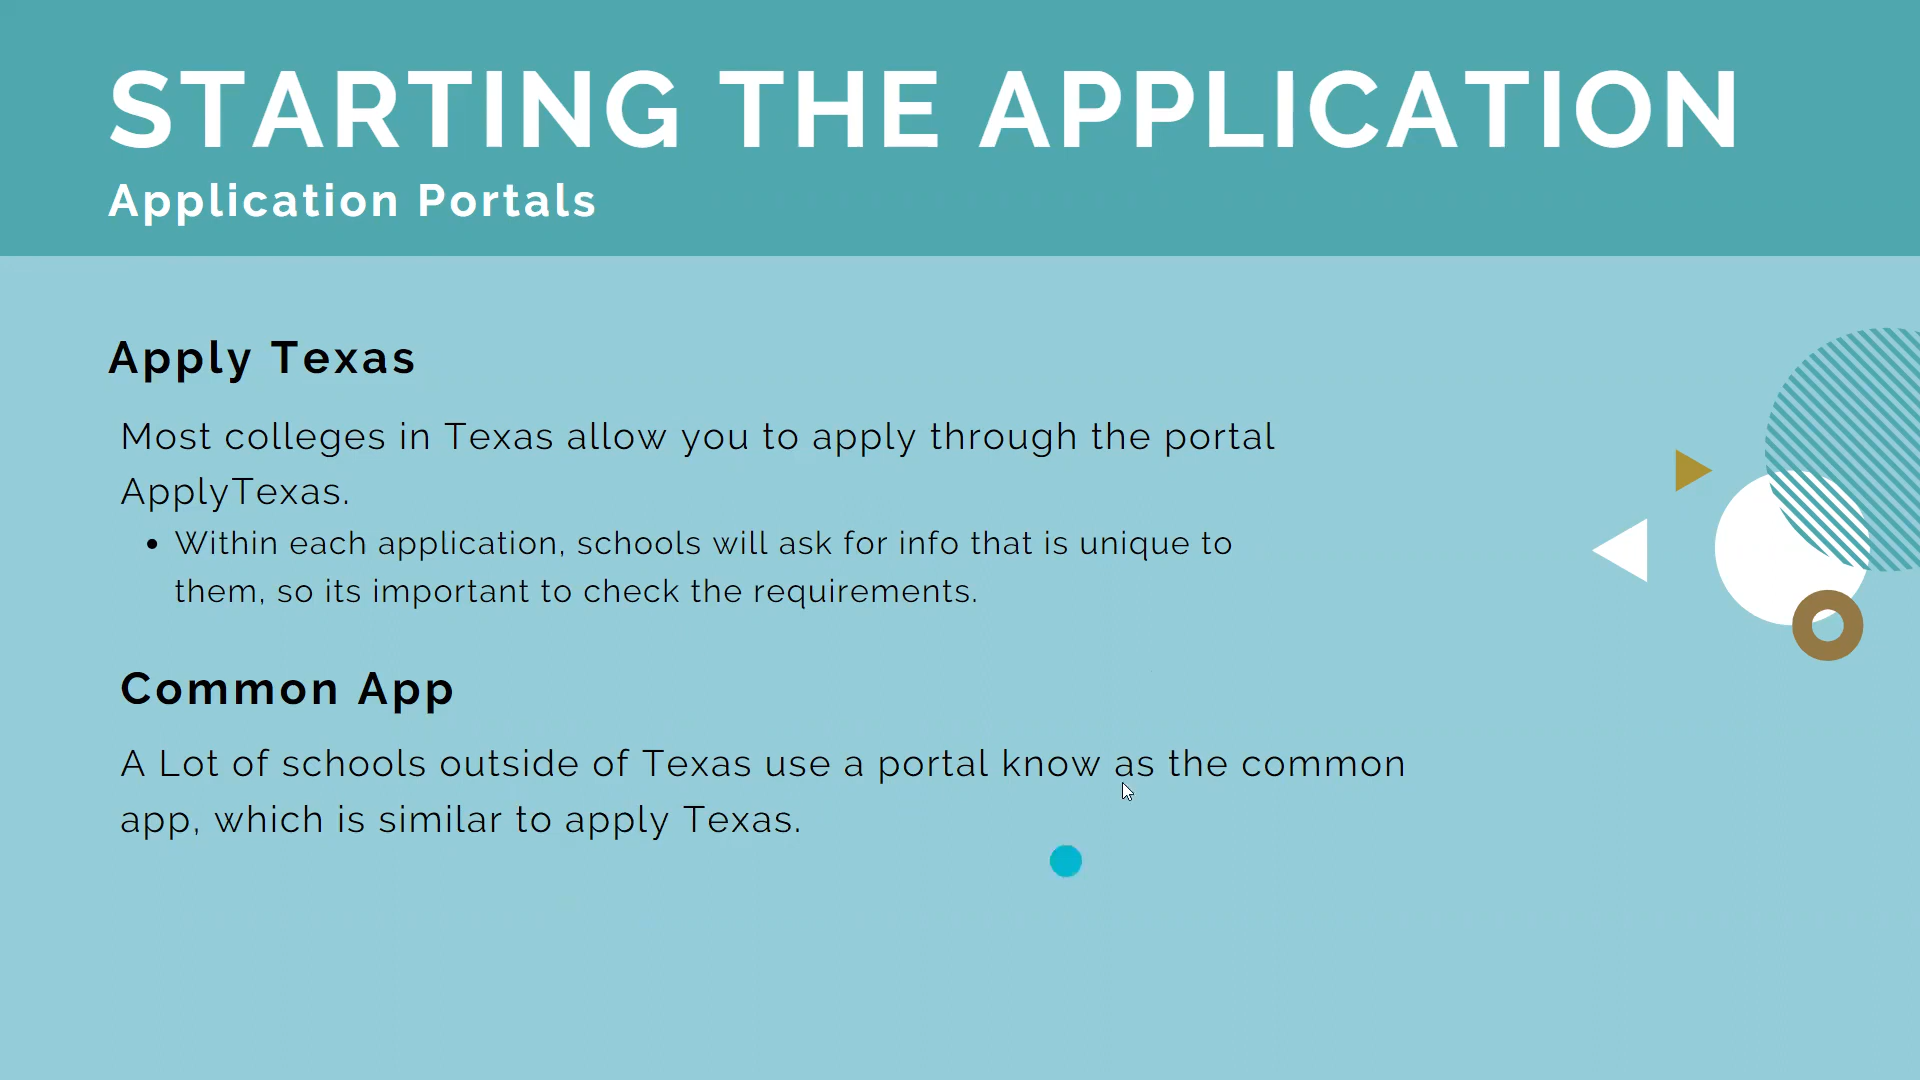 STARTING THE APPLICATION
Application Portals
Apply Texas
Most colleges in Texas allow you to apply through the portal
ApplyTexas.
• Within each application, schools will ask for info that is unique to
them, so its important to check the requirements.
Common App
A Lot of schools outside of Texas use a portal know as the common
app, which is similar to apply Texas.